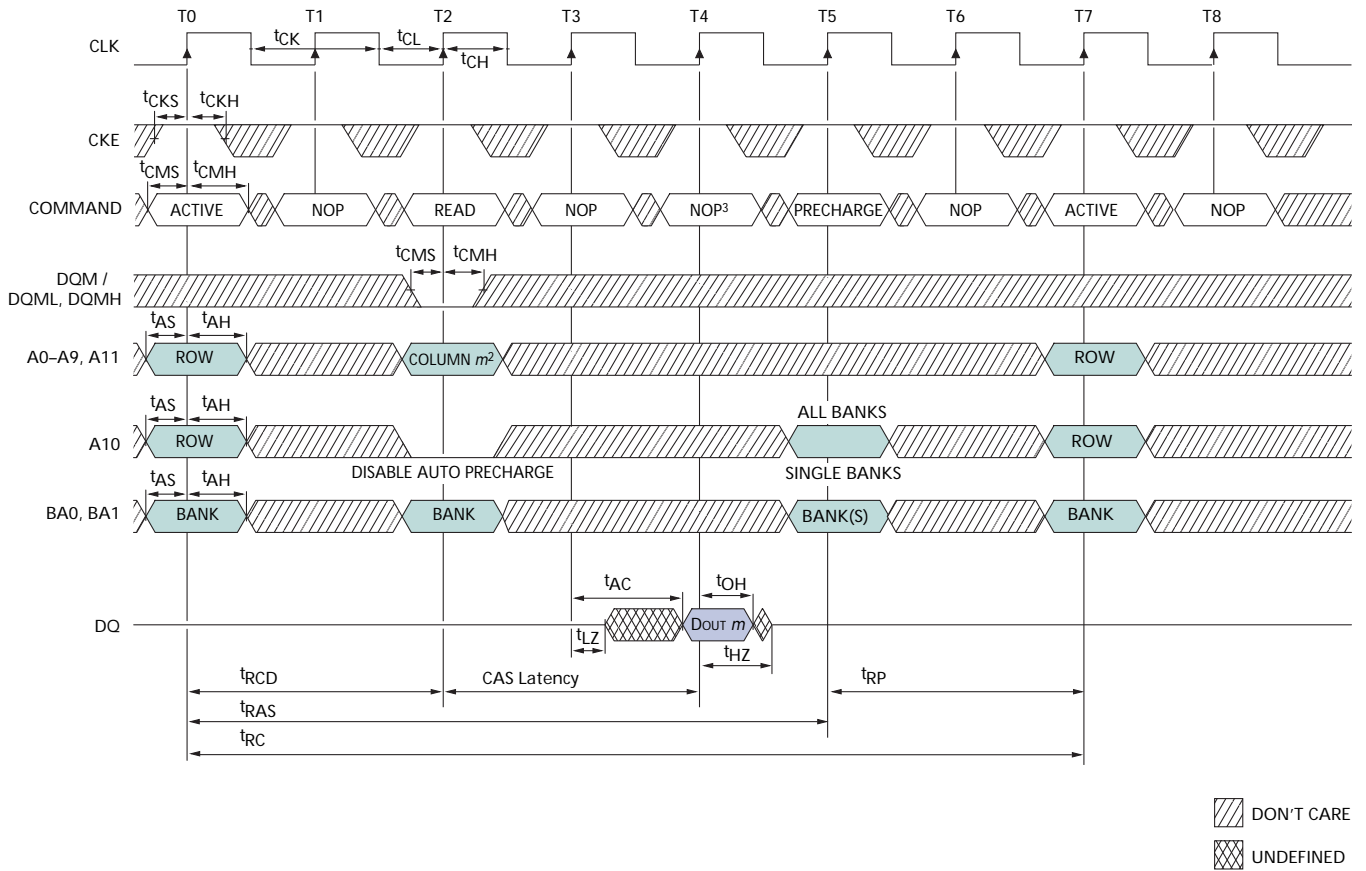 T0 T1 T2 T3 T4 T5 T6 T7 T8
CLK
tCK tCL tCH
tCKS tCKH
CKE
tCMS tCMH
COMMAND ACTIVE NOP READ NOP NOP3 PRECHARGE NOP ACTIVE NOP
tCMS tCMH
DQM /
DQML, DQMH
tAS tAH
A0–A9, A11 ROW COLUMN m2 ROW
tAS tAH ALL BANKS
A10 ROW ROW
DISABLE AUTO PRECHARGE SINGLE BANKS
tAS tAH
BA0, BA1 BANK BANK BANK(S) BANK
tAC tOH
DQ DOUT m
tLZ tHZ
tRCD CAS Latency tRP
tRAS
tRC
DON'T CARE
UNDEFINED